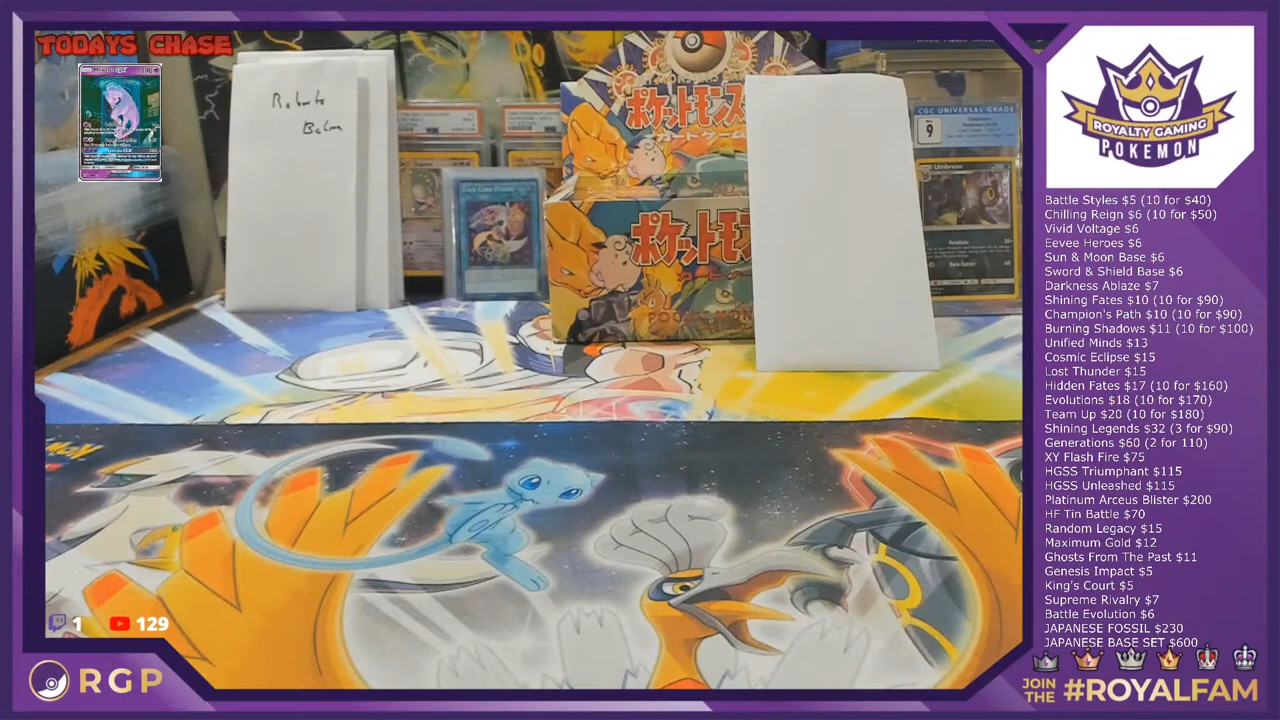 TODAYS CHASE
Roberto
ポケットモンス
カードゲーム
ポケットモ
CGC UNIVERSAL GRADE
9
Umbreon
ROYALTY GAMING
POKEMON
Battle Styles $5 (10 for $40)
Chilling Reign $6 (10 for $50)
Vivid Voltage $6
Eevee Heroes $6
Sun & Moon Base $6
Sword & Shield Base $6
Darkness Ablaze $7
Shining Fates $10 (10 for $90)
Champion's Path $10 (10 for $90)
Burning Shadows $11 (10 for $100)
Unified Minds $13
Cosmic Eclipse $15
Lost Thunder $15
Hidden Fates $17 (10 for $160)
Evolutions $18 (10 for $170)
Team Up $20 (10 for $180)
Shining Legends $32 (3 for $90)
Generations $60 (2 for 110)
XY Flash Fire $75
HGSS Triumphant $115
HGSS Unleashed $115
Platinum Arceus Blister $200
HF Tin Battle $70
Random Legacy $15
Maximum Gold $12
Ghosts From The Past $11
Genesis Impact $5
King's Court $5
Supreme Rivalry $7
Battle Evolution $6
JAPANESE FOSSIL $230
JAPANESE BASE SET $600
1
129
RGP
JOIN THE #ROYALFAM